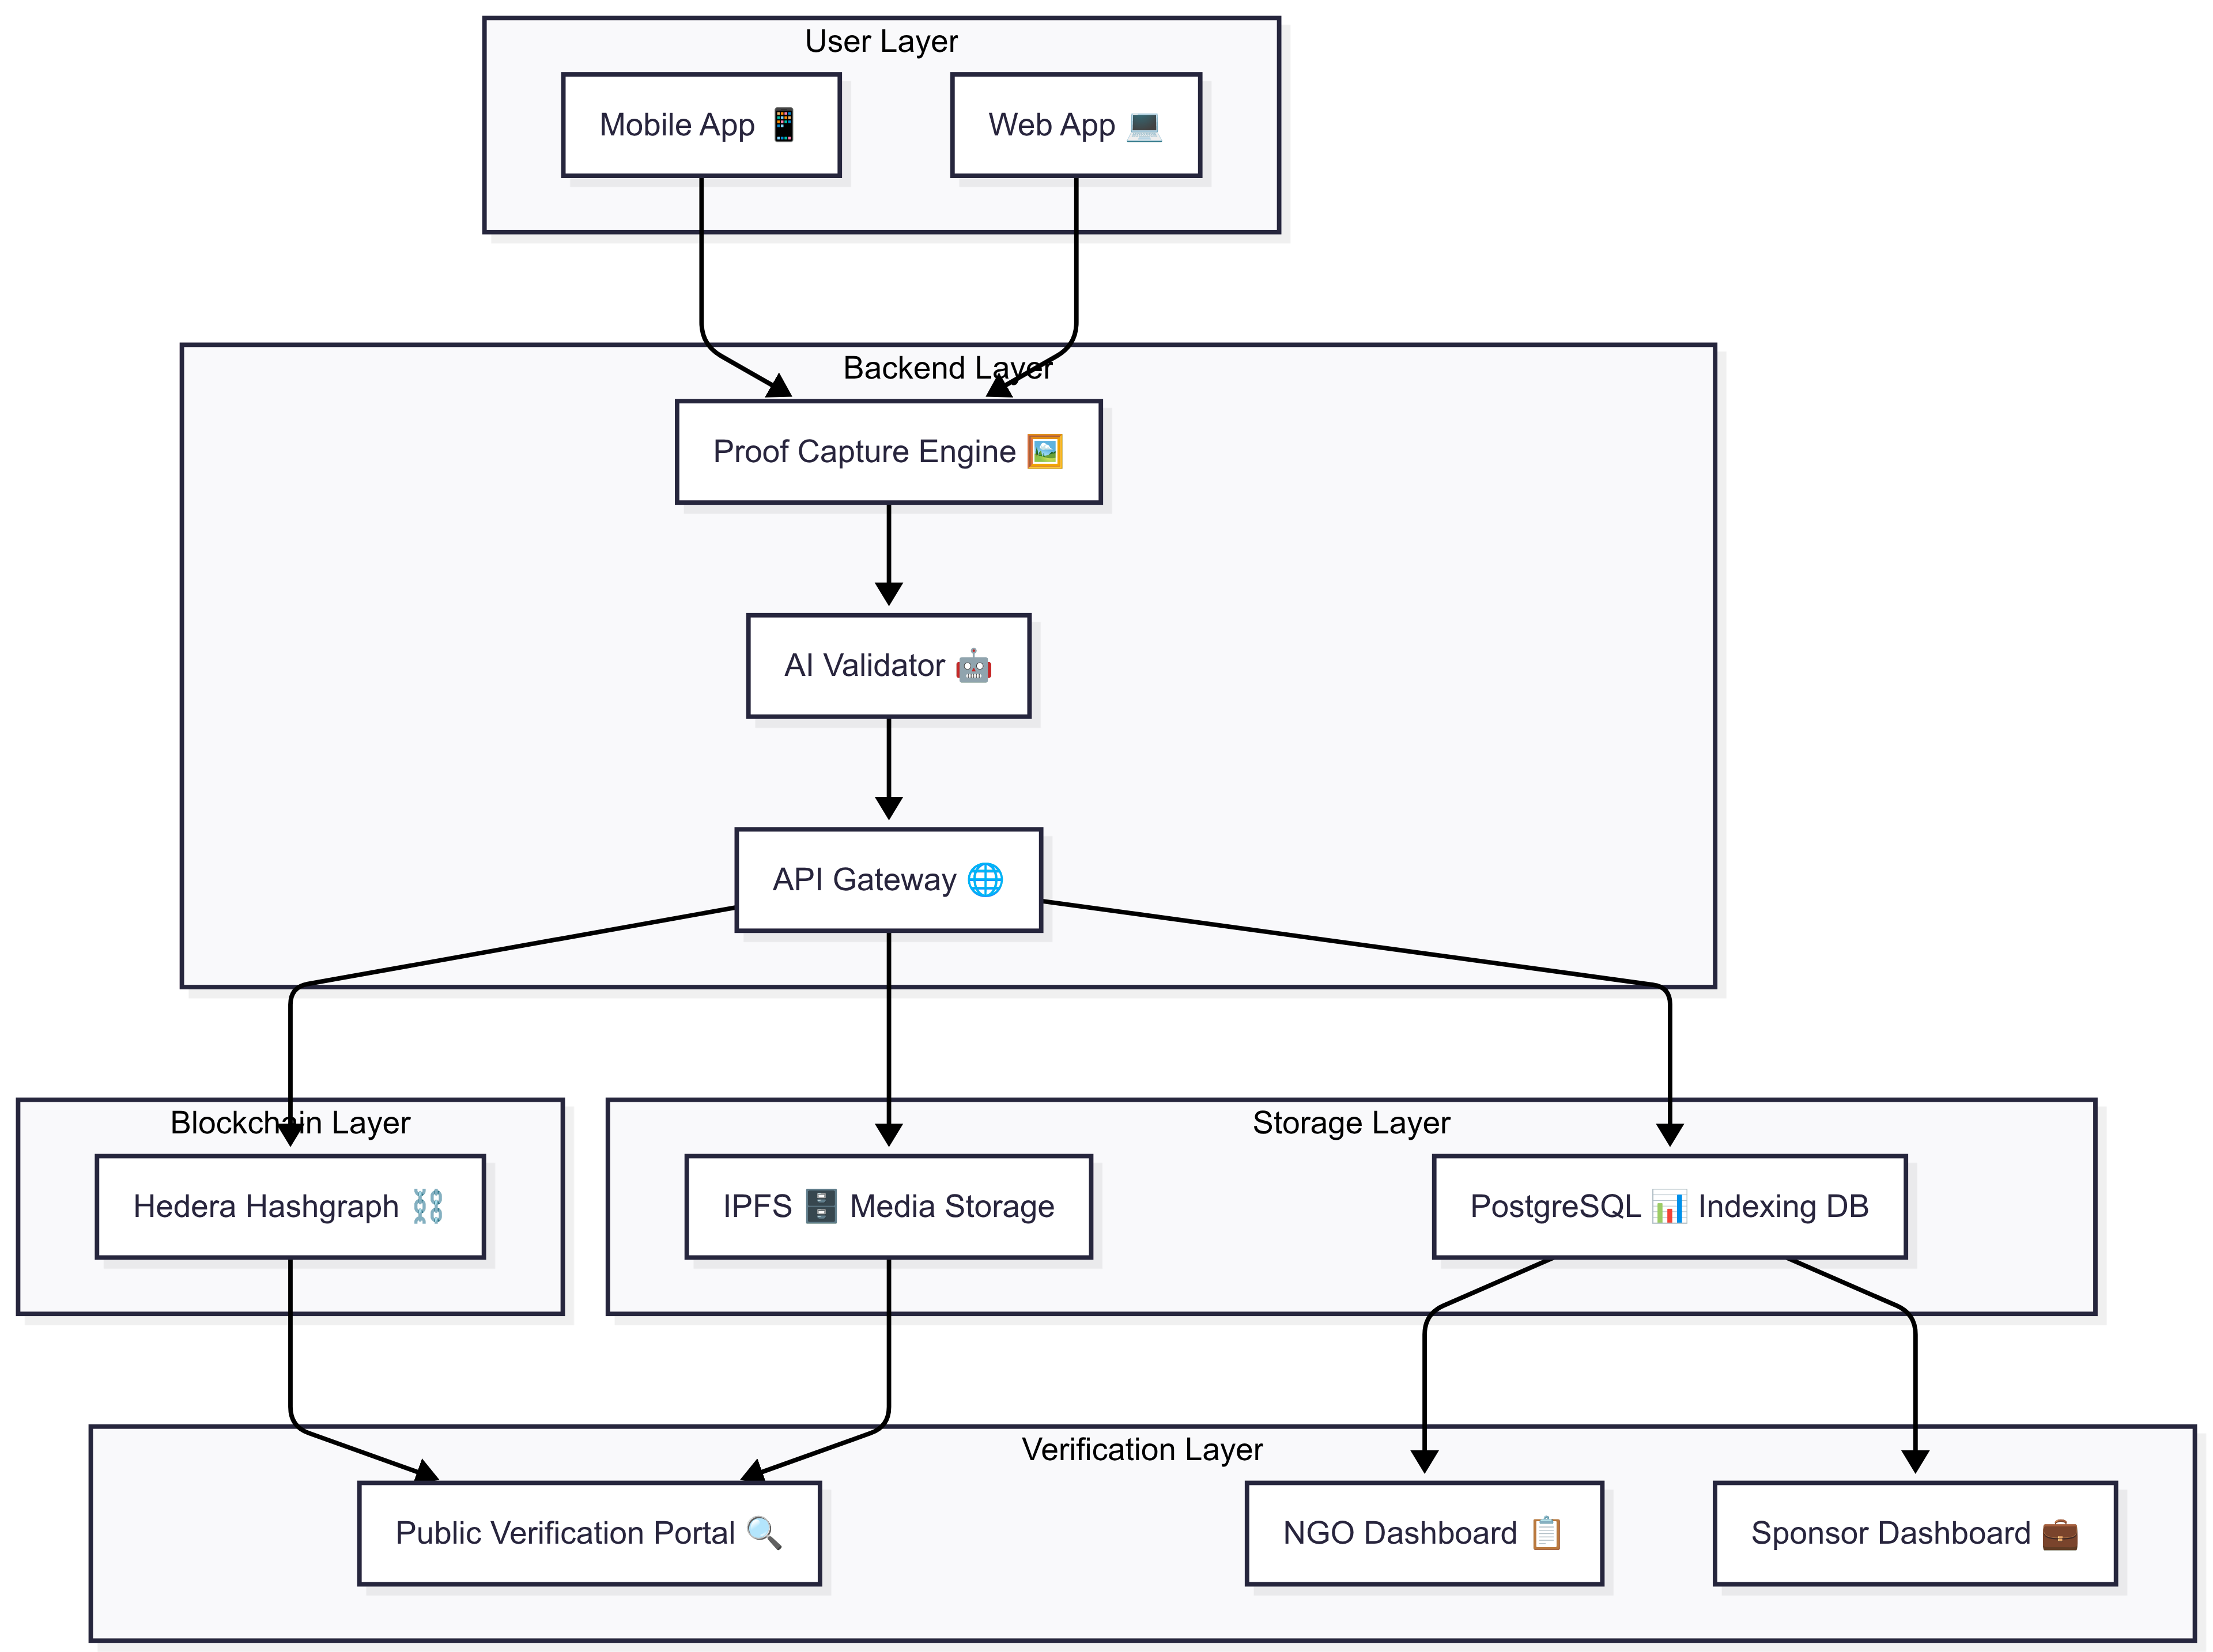 User Layer
Mobile App 📱
Web App 💻
Backend Layer
Proof Capture Engine 🖼️
AI Validator 🤖
API Gateway 🌐
Blockchain Layer
Storage Layer
Hedera Hashgraph ⛓️
IPFS 🗄️ Media Storage
PostgreSQL 📊 Indexing DB
Verification Layer
Public Verification Portal 🔍
NGO Dashboard 📋
Sponsor Dashboard 💼